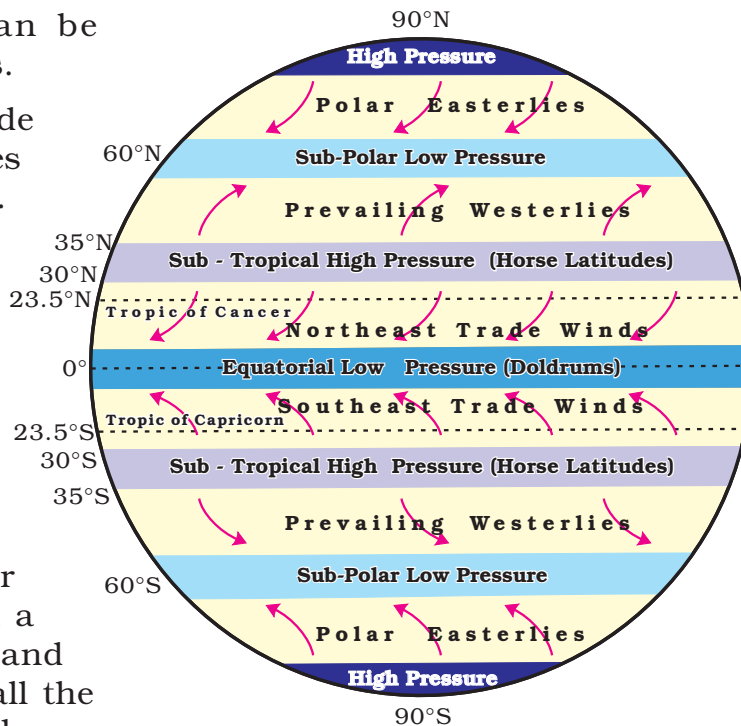 an be
s.
de
es
.
r
a
and
all the
90°N
High Pressure
Polar Easterlies
60°N
Sub-Polar Low Pressure
Prevailing Westerlies
35°N
Sub - Tropical High Pressure (Horse Latitudes)
30°N
23.5°N
Tropic of Cancer
Northeast Trade Winds
0°
Equatorial Low Pressure (Doldrums)
Southeast Trade Winds
Tropic of Capricorn
23.5°S
30°S
Sub - Tropical High Pressure (Horse Latitudes)
35°S
Prevailing Westerlies
60°S
Sub-Polar Low Pressure
Polar Easterlies
High Pressure
90°S